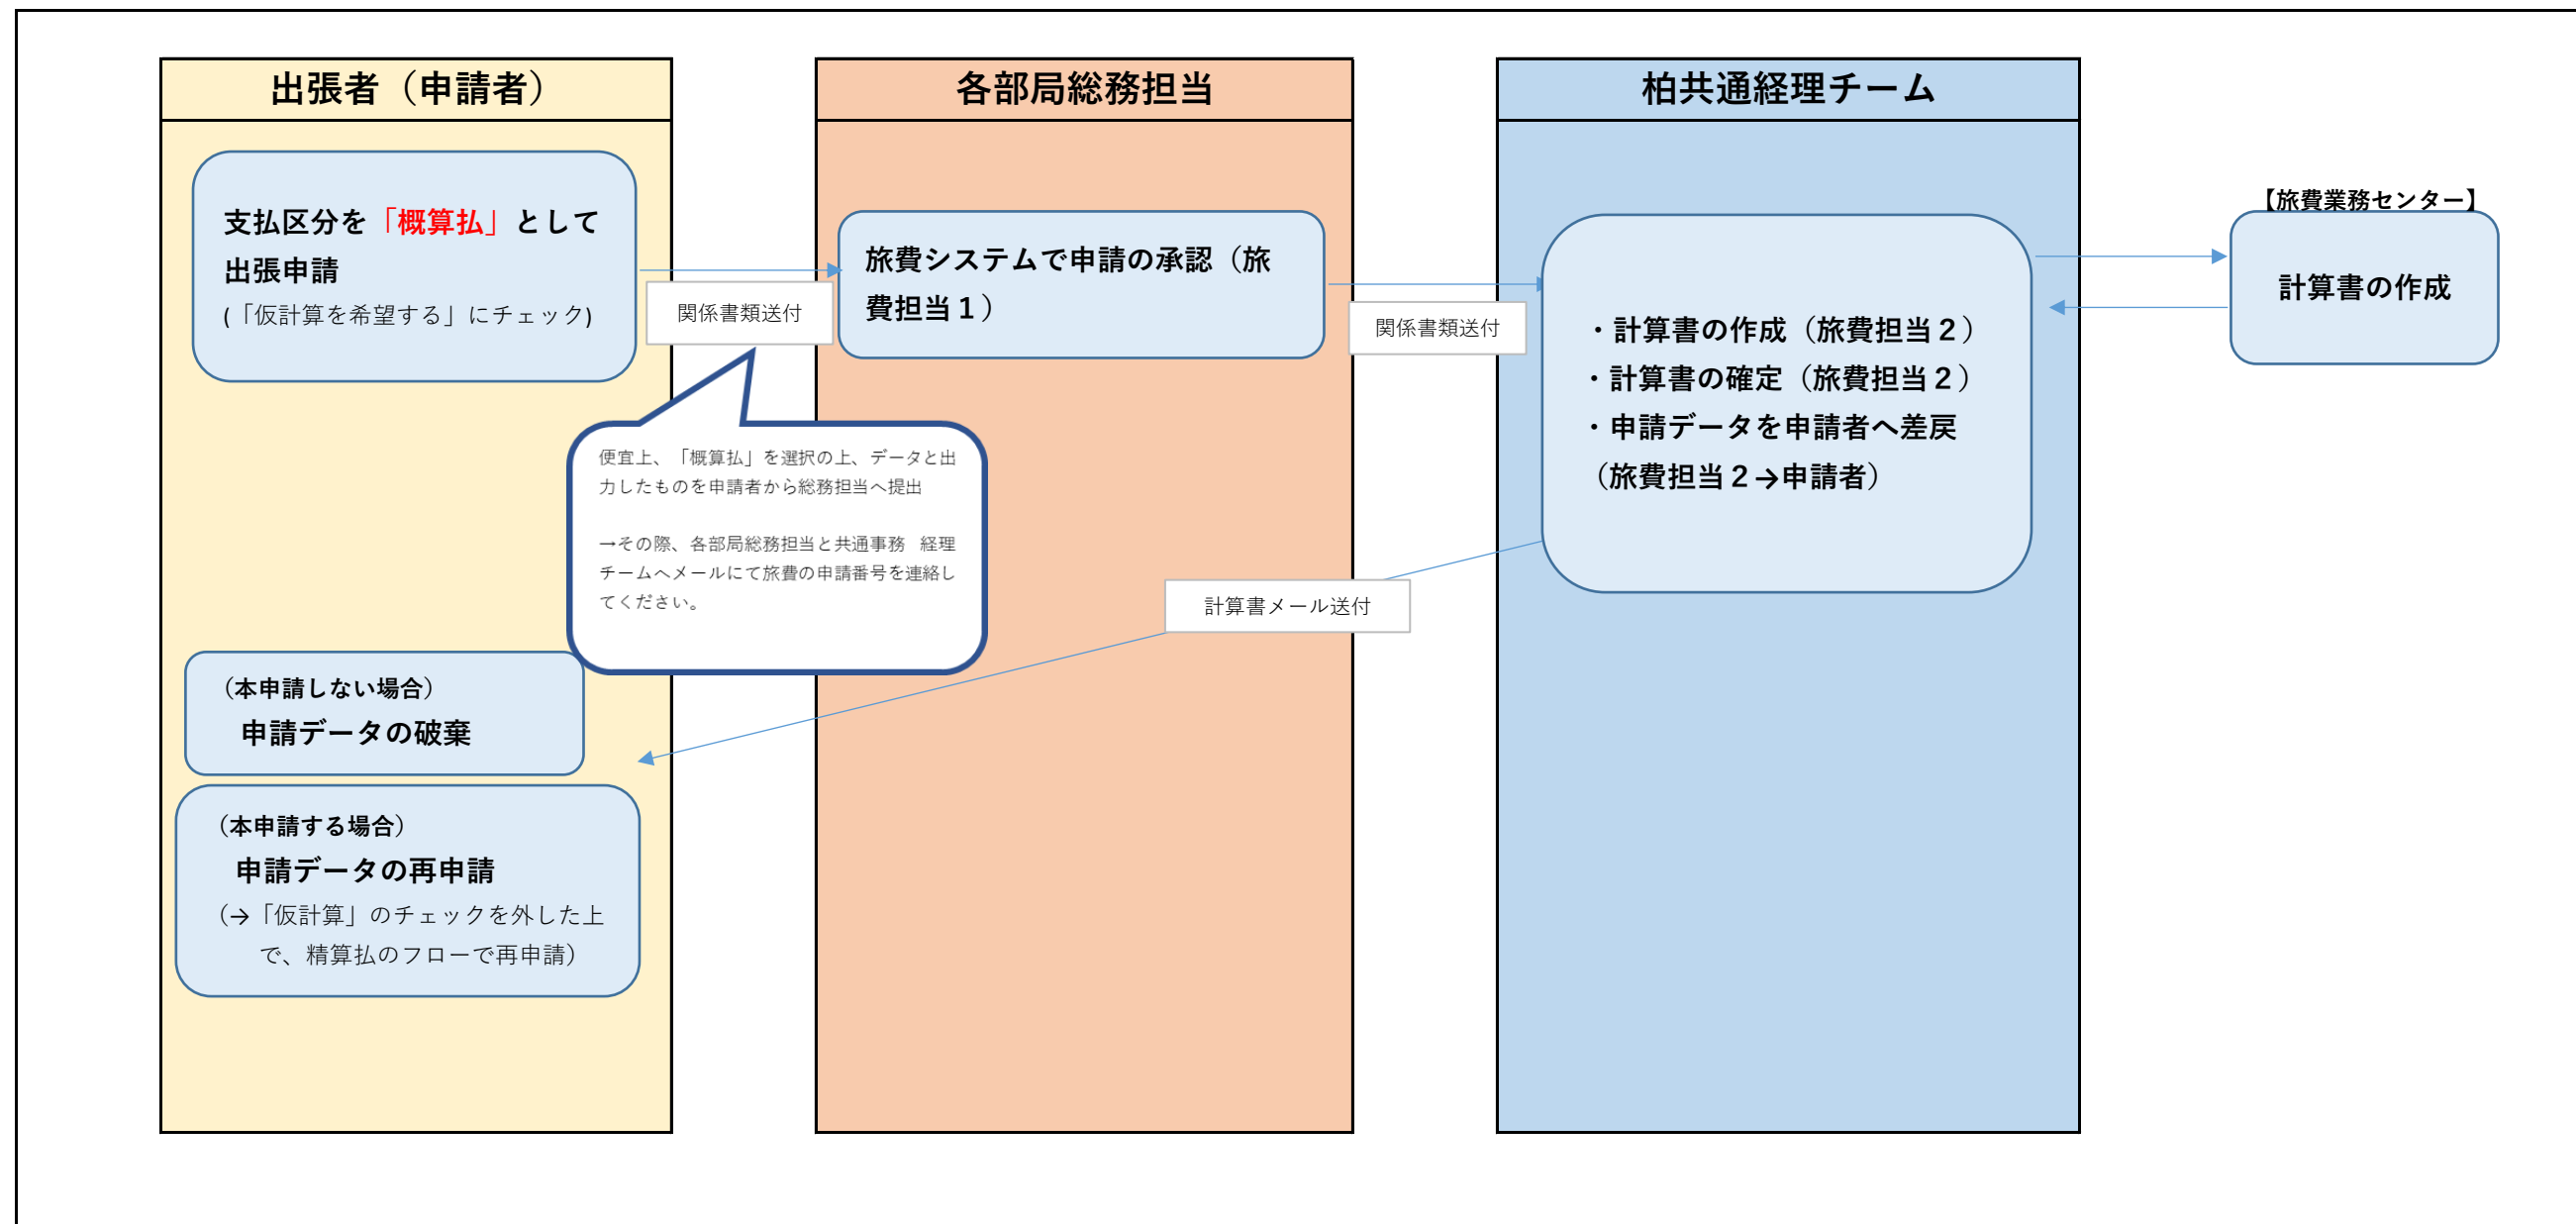 出張者（申請者）
各部局総務担当
柏共通経理チーム
支払区分を「概算払」として
出張申請
(「仮計算を希望する」にチェック)
関係書類送付
旅費システムで申請の承認（旅
費担当１）
関係書類送付
・計算書の作成（旅費担当２）
・計算書の確定（旅費担当２）
・申請データを申請者へ差戻
（旅費担当２→申請者）
【旅費業務センター】
計算書の作成
便宜上、「概算払」を選択の上、データと出
力したものを申請者から総務担当へ提出
→その際、各部局総務担当と共通事務　経理
チームへメールにて旅費の申請番号を連絡し
てください。
計算書メール送付
（本申請しない場合）
申請データの破棄
（本申請する場合）
申請データの再申請
（→「仮計算」のチェックを外した上
で、精算払のフローで再申請）